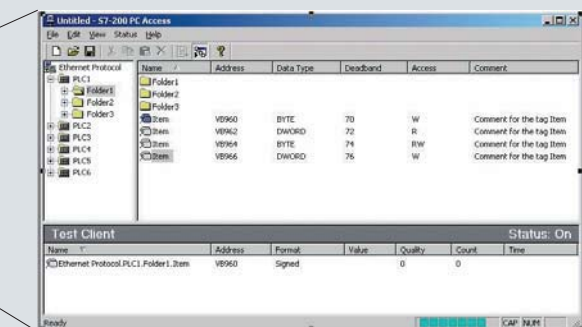 Untitled - S7-200 PC Access
File Edit View Status Help
Ethernet Protocol
PLC1
Folder1
Folder2
Folder3
PLC2
PLC3
PLC4
PLC5
PLC6
Name Address Data Type Deadband Access Comment
Folder1
Folder2
Folder3
Item VB960 BYTE 70 W Comment for the tag Item
Item VB962 DWORD 72 R Comment for the tag Item
Item VB964 BYTE 74 RW Comment for the tag Item
Item VB966 DWORD 76 W Comment for the tag Item
Test Client Status: On
Name Address Format Value Quality Count Time
Ethernet Protocol.PLC1.Folder1.Item VB960 Signed 0 0
Ready CAP NUM